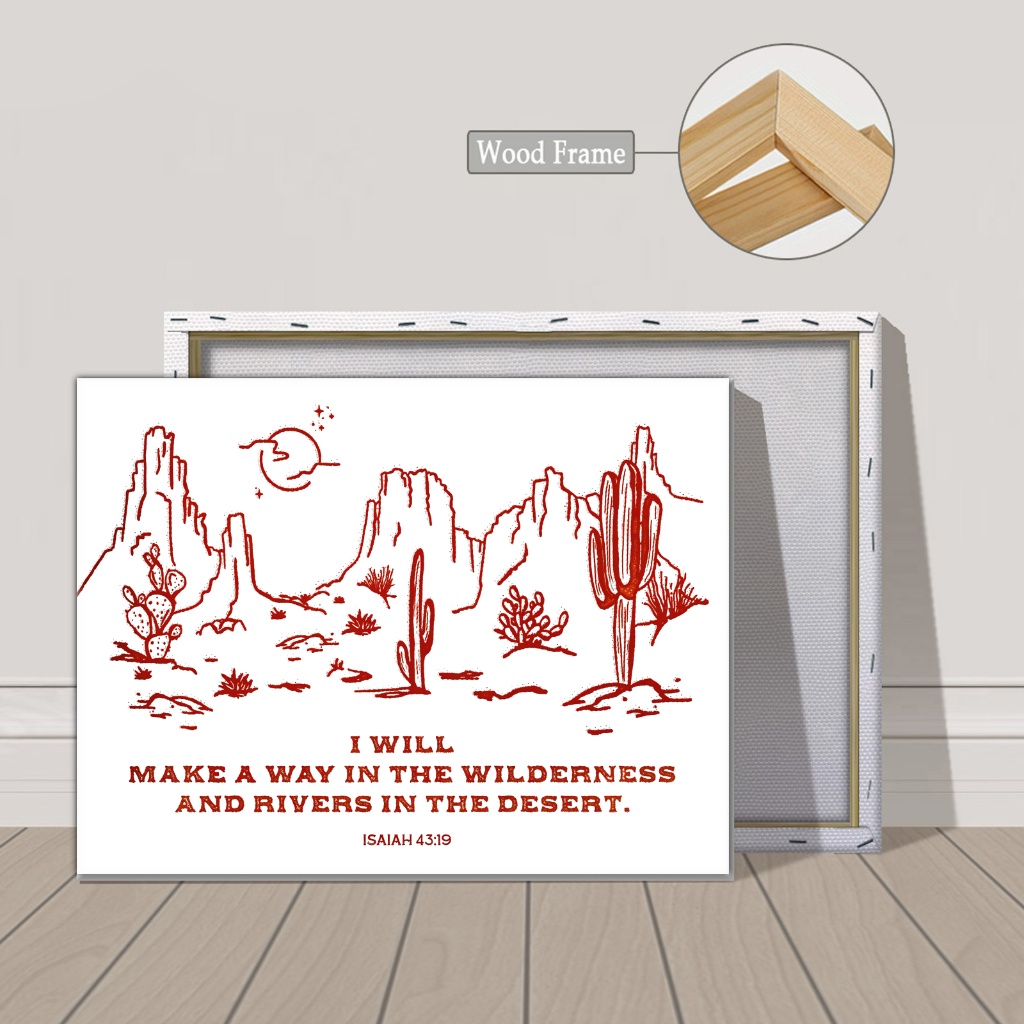 Wood Frame
I WILL
MAKE A WAY IN THE WILDERNESS
AND RIVERS IN THE DESERT.
ISAIAH 43:19